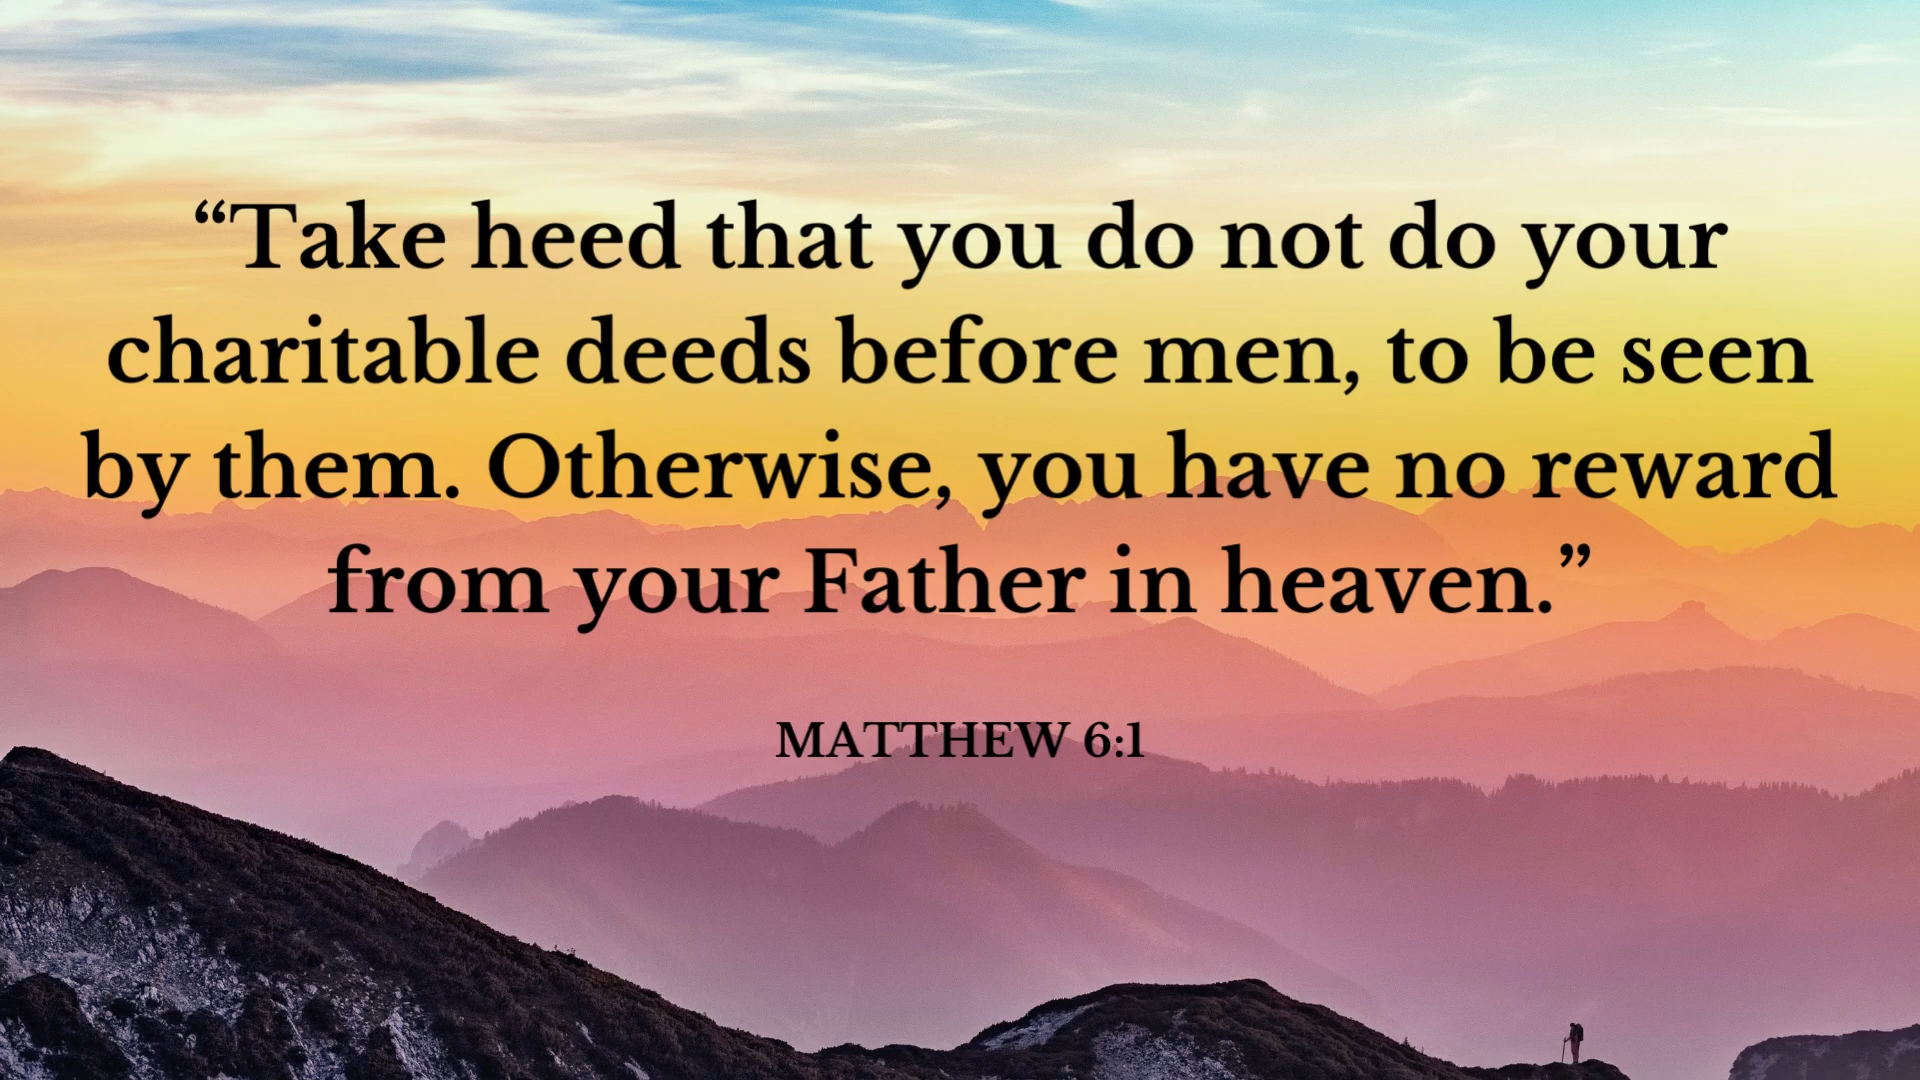 “Take heed that you do not do your
charitable deeds before men, to be seen
by them. Otherwise, you have no reward
from your Father in heaven.”
MATTHEW 6:1